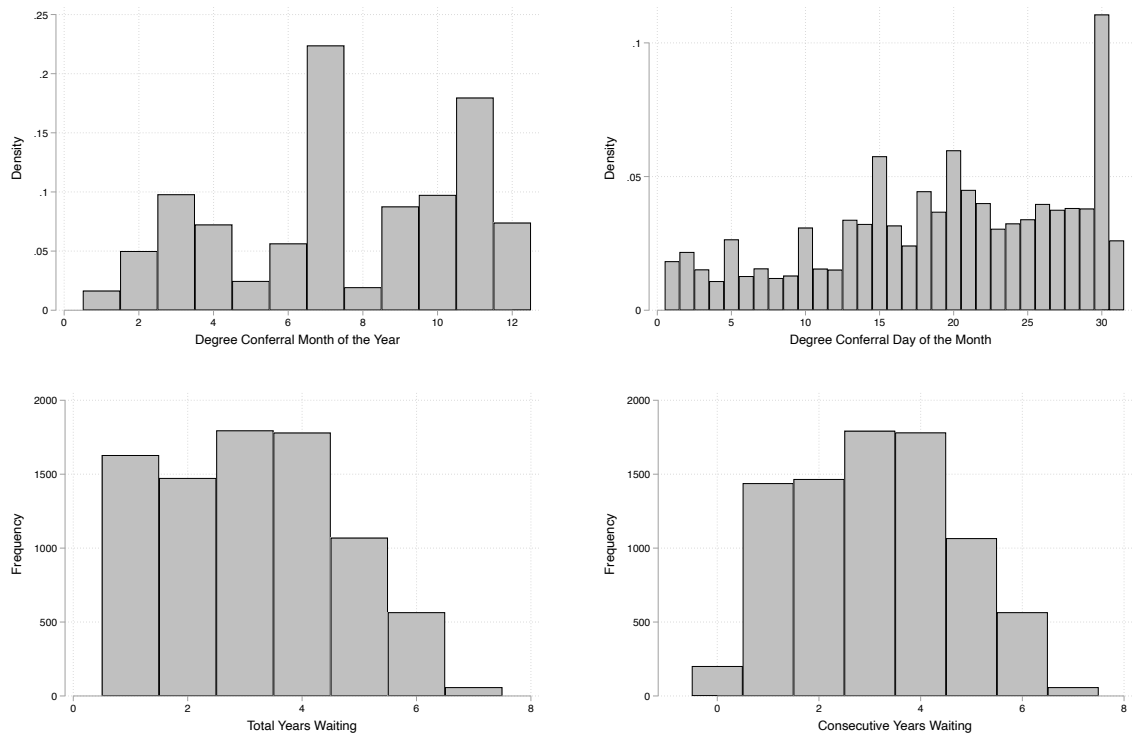 .25
.2
.15
.1
.05
0
Density
0 2 4 6 8 10 12
Degree Conferral Month of the Year
.1
.05
0
Density
0 5 10 15 20 25 30
Degree Conferral Day of the Month
2000
1500
1000
500
0
Frequency
0 2 4 6 8
Total Years Waiting
2000
1500
1000
500
0
Frequency
0 2 4 6 8
Consecutive Years Waiting